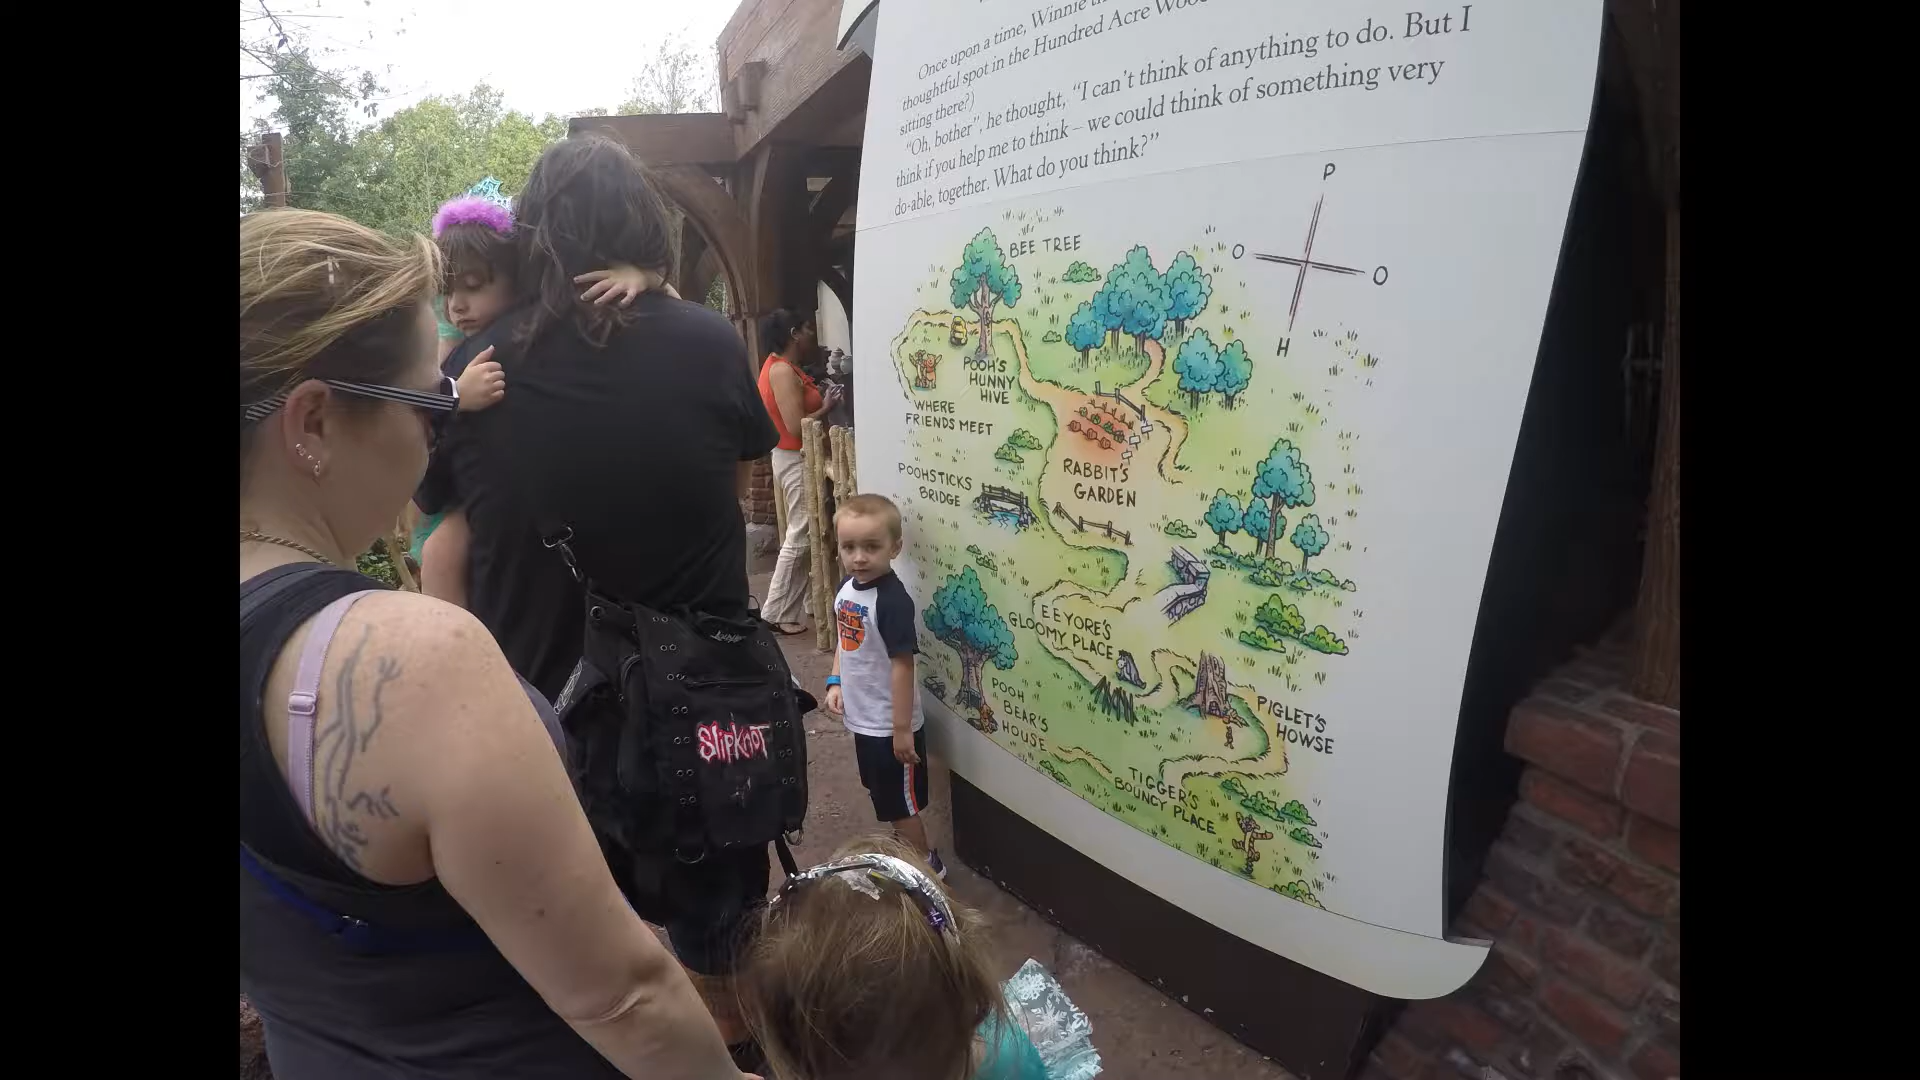 Once upon a time, Winnie
thoughtful spot in the Hundred Acre
sitting there?)
"Oh, bother", he thought, "I can't think of anything to do. But I
think if you help me to think – we could think of something very
do-able, together. What do you think?"
P
O
O
H
BEE TREE
POOH'S
HUNNY
HIVE
WHERE
FRIENDS MEET
RABBIT'S
GARDEN
POOHSTICKS
BRIDGE
EEYORE'S
GLOOMY PLACE
POOH
BEAR'S
HOUSE
PIGLET'S
HOWSE
TIGGER'S
BOUNCY PLACE
SLIPKNOT